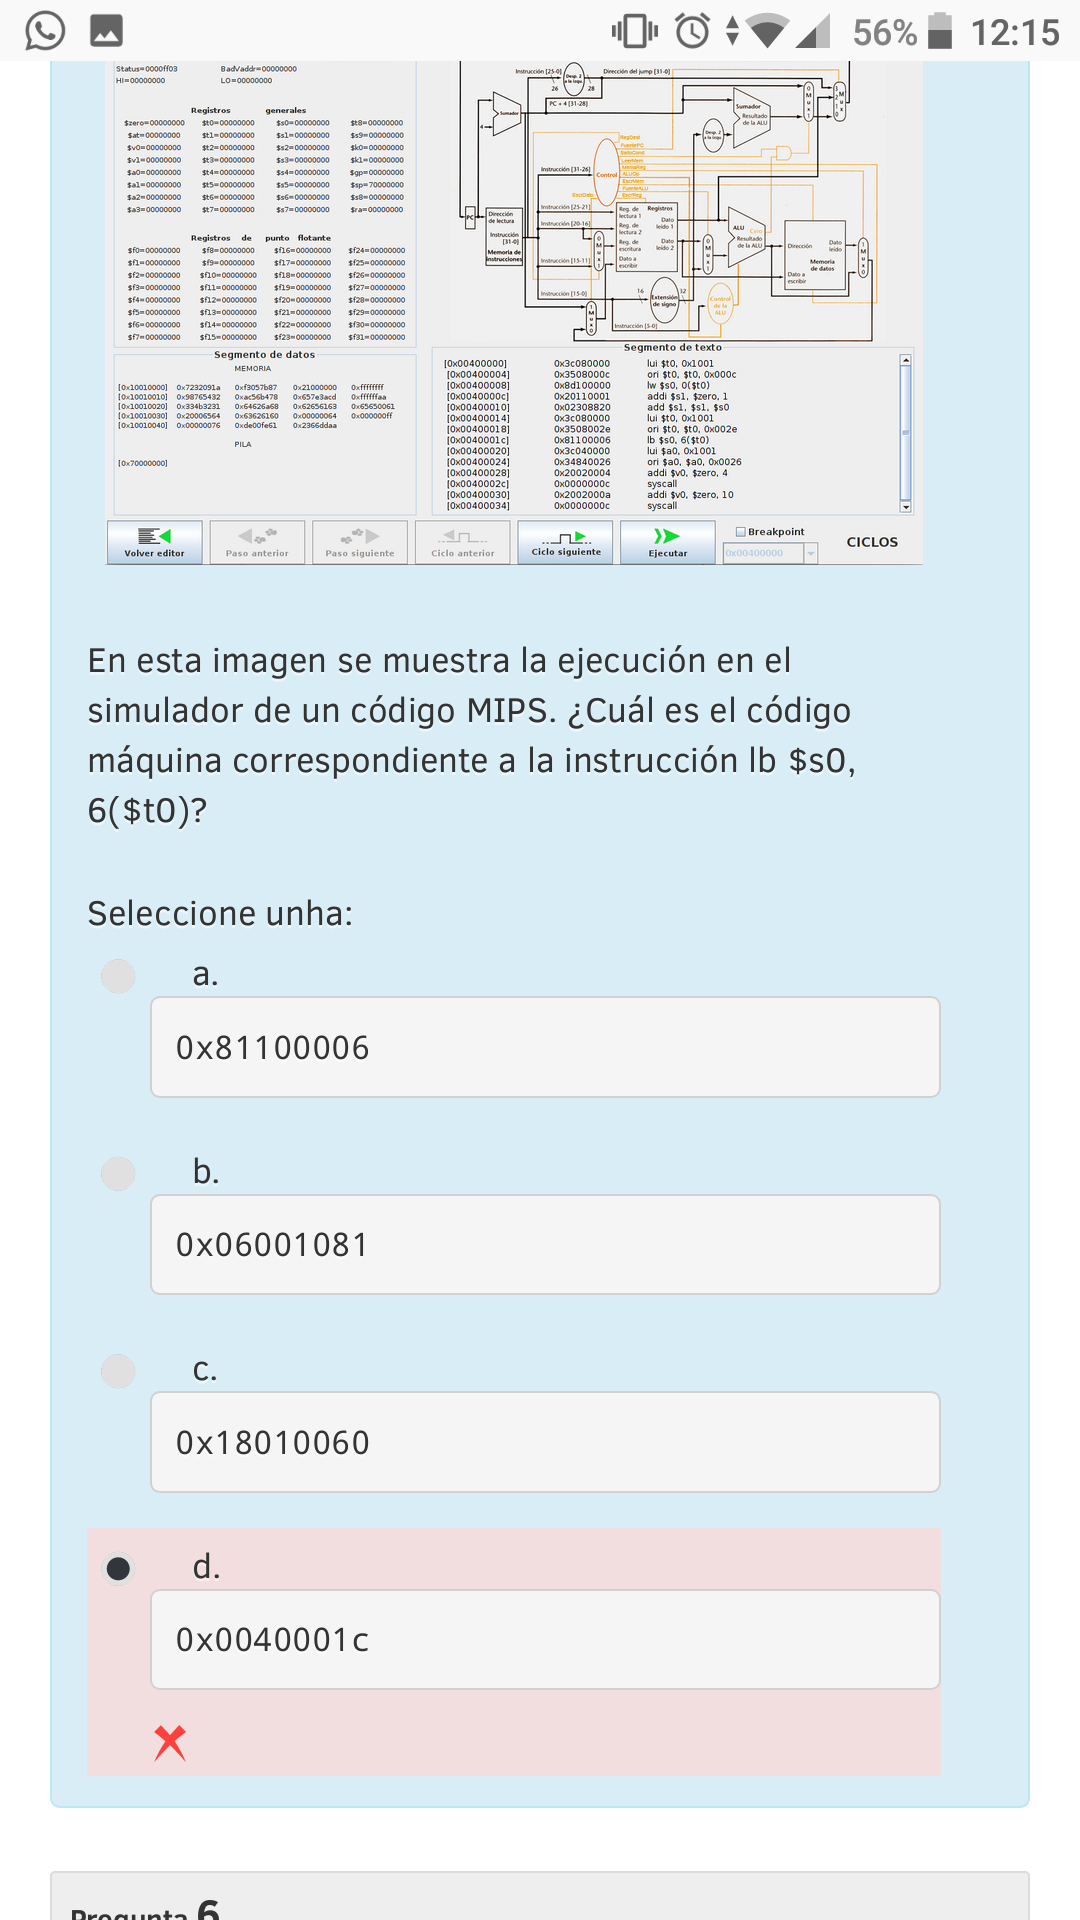 56% 12:15
Status=0000ff03 BadVaddr=00000000
HI=00000000 LO=00000000
Registros generales
$zero=00000000 $t0=00000000 $s0=00000000 $t8=00000000
$at=00000000 $t1=00000000 $s1=00000000 $s9=00000000
$v0=00000000 $t2=00000000 $s2=00000000 $k0=00000000
$v1=00000000 $t3=00000000 $s3=00000000 $k1=00000000
$a0=00000000 $t4=00000000 $s4=00000000 $gp=00000000
$a1=00000000 $t5=00000000 $s5=00000000 $sp=70000000
$a2=00000000 $t6=00000000 $s6=00000000 $s8=00000000
$a3=00000000 $t7=00000000 $s7=00000000 $ra=00000000
Registros de punto flotante
$f0=00000000 $f8=00000000 $f16=00000000 $f24=00000000
$f1=00000000 $f9=00000000 $f17=00000000 $f25=00000000
$f2=00000000 $f10=00000000 $f18=00000000 $f26=00000000
$f3=00000000 $f11=00000000 $f19=00000000 $f27=00000000
$f4=00000000 $f12=00000000 $f20=00000000 $f28=00000000
$f5=00000000 $f13=00000000 $f21=00000000 $f29=00000000
$f6=00000000 $f14=00000000 $f22=00000000 $f30=00000000
$f7=00000000 $f15=00000000 $f23=00000000 $f31=00000000
Instrucción [25-0]
Desp. 2 a la izqu
Dirección del jump [31-0]
26 28
PC + 4 [31-28]
Sumador
4
Sumador
Resultado
de la ALU
Desp. 2 a la izqu
0 M u x 1
RegDest
FuentePC
SaltoCond
LeerMem
MemaReg
ALUOp
EscrMem
FuenteALU
EscrReg
Control
Instrucción [31-26]
Instrucción [25-21]
Instrucción [20-16]
Instrucción [15-11]
Instrucción [15-0]
Instrucción [5-0]
PC
Dirección
de lectura
Instrucción
[31-0]
Memoria de
instrucciones
Reg. de
lectura 1
Registros
Reg. de
lectura 2
Reg. de
escritura
Dato a
escribir
Dato
leído 1
Dato
leído 2
ALU
Cero
Resultado
de la ALU
Dirección
Dato
leído
Memoria
de datos
Dato a
escribir
16
Extensión
de signo
32
Control
de la
ALU
Segmento de datos
MEMORIA
[0x10010000] 0x7232091a 0xf3057b87 0x21000000 0xffffffff
[0x10010010] 0x98765432 0xac56b478 0x657e3acd 0xffffffaa
[0x10010020] 0x334b3231 0x64626a68 0x62656163 0x65650061
[0x10010030] 0x20006564 0x63626160 0x00000064 0x000000ff
[0x10010040] 0x00000076 0xde00fe61 0x2366ddaa
PILA
[0x70000000]
Segmento de texto
[0x00400000] 0x3c080000 lui $t0, 0x1001
[0x00400004] 0x3508000c ori $t0, $t0, 0x000c
[0x00400008] 0x8d100000 lw $s0, 0($t0)
[0x0040000c] 0x20110001 addi $s1, $zero, 1
[0x00400010] 0x02308820 add $s1, $s1, $s0
[0x00400014] 0x3c080000 lui $t0, 0x1001
[0x00400018] 0x3508002e ori $t0, $t0, 0x002e
[0x0040001c] 0x81100006 lb $s0, 6($t0)
[0x00400020] 0x3c040000 lui $a0, 0x1001
[0x00400024] 0x34840026 ori $a0, $a0, 0x0026
[0x00400028] 0x20020004 addi $v0, $zero, 4
[0x0040002c] 0x0000000c syscall
[0x00400030] 0x2002000a addi $v0, $zero, 10
[0x00400034] 0x0000000c syscall
Volver editor
Paso anterior
Paso siguiente
Ciclo anterior
Ciclo siguiente
Ejecutar
Breakpoint
0x00400000
CICLOS
En esta imagen se muestra la ejecución en el
simulador de un código MIPS. ¿Cuál es el código
máquina correspondiente a la instrucción lb $s0,
6($t0)?
Seleccione unha:
a.
0x81100006
b.
0x06001081
c.
0x18010060
d.
0x0040001c
Pregunta 6